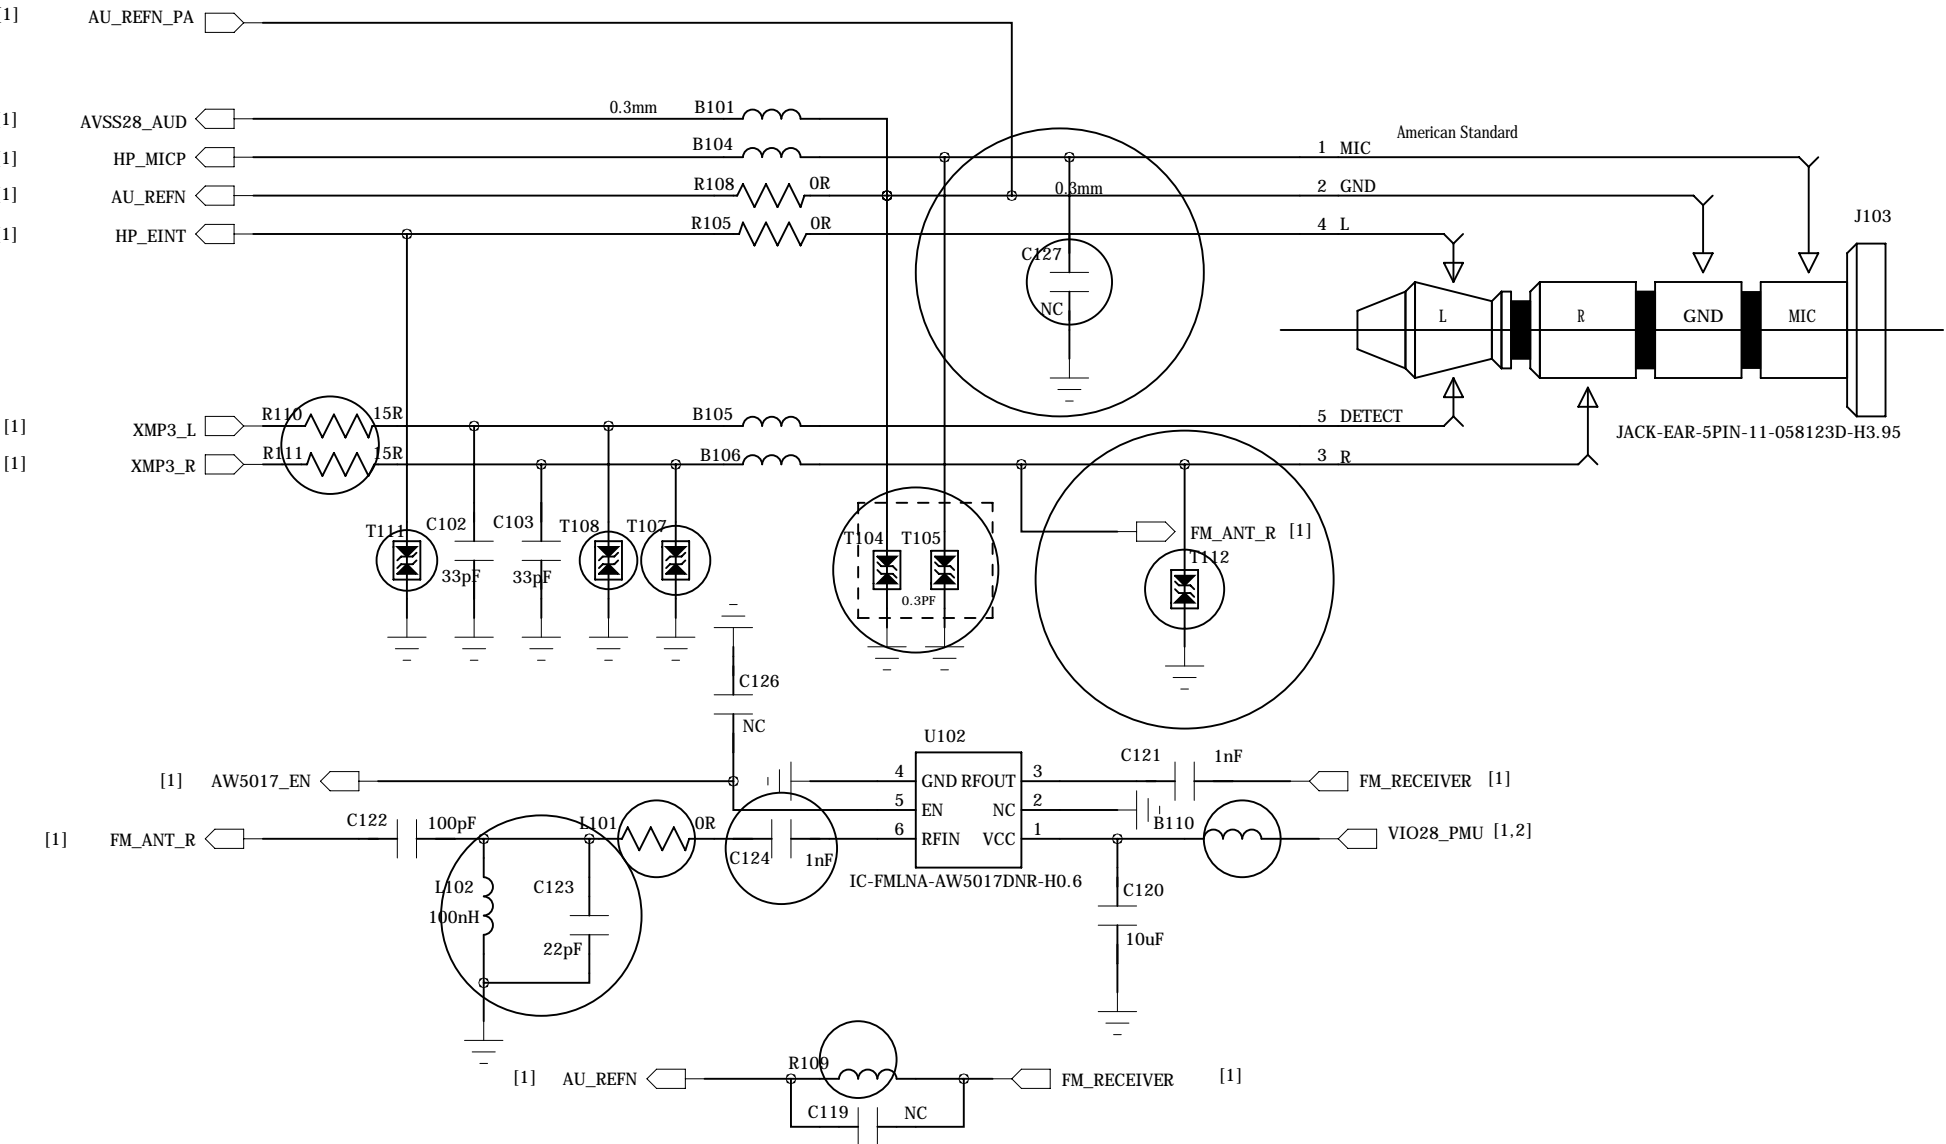 [1] AU_REFN_PA
1] AVSS28_AUD 0.3mm B101
American Standard
1] HP_MICP B104 1 MIC
1] AU_REFN R108 0R 0.3mm 2 GND
1] HP_EINT R105 0R 4 L
J103
C127
NC
L R GND MIC
[1] XMP3_L R110 15R B105 5 DETECT
JACK-EAR-5PIN-11-058123D-H3.95
[1] XMP3_R R111 15R B106 3 R
T111 C102 C103 T108 T107 T104 T105 FM_ANT_R [1]
T112
33pF 33pF
0.3PF
C126
NC
U102
C121 1nF
[1] AW5017_EN 4 GND RFOUT 3 FM_RECEIVER [1]
5 EN NC 2
[1] FM_ANT_R C122 100pF L101 0R 6 RFIN VCC 1 B110 VIO28_PMU [1,2]
C124 1nF
IC-FMLNA-AW5017DNR-H0.6
L102 C123 C120
100nH
22pF 10uF
R109
[1] AU_REFN FM_RECEIVER [1]
C119 NC